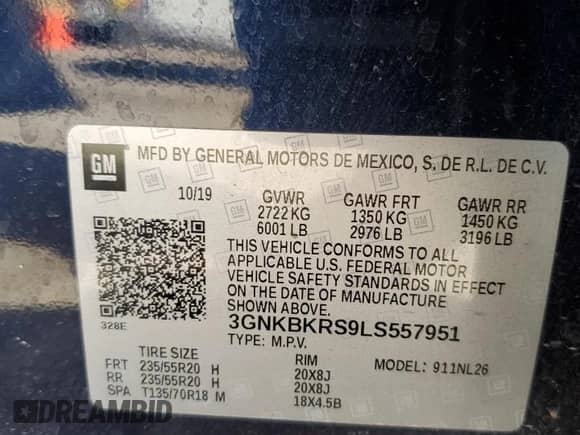 GM
MFD BY GENERAL MOTORS DE MEXICO, S. DE R.L. DE C.V.
10/19 GVWR GAWR FRT GAWR RR
2722 KG 1350 KG 1450 KG
6001 LB 2976 LB 3196 LB
THIS VEHICLE CONFORMS TO ALL
APPLICABLE U.S. FEDERAL MOTOR
VEHICLE SAFETY STANDARDS IN EFFECT
ON THE DATE OF MANUFACTURE
SHOWN ABOVE.
328E 3GNKBKRS9LS557951
TYPE: M.P.V.
TIRE SIZE RIM MODEL: 911NL26
FRT 235/55R20 H 20X8J
RR 235/55R20 H 20X8J
SPA T135/70R18 M 18X4.5B
DREAMBID